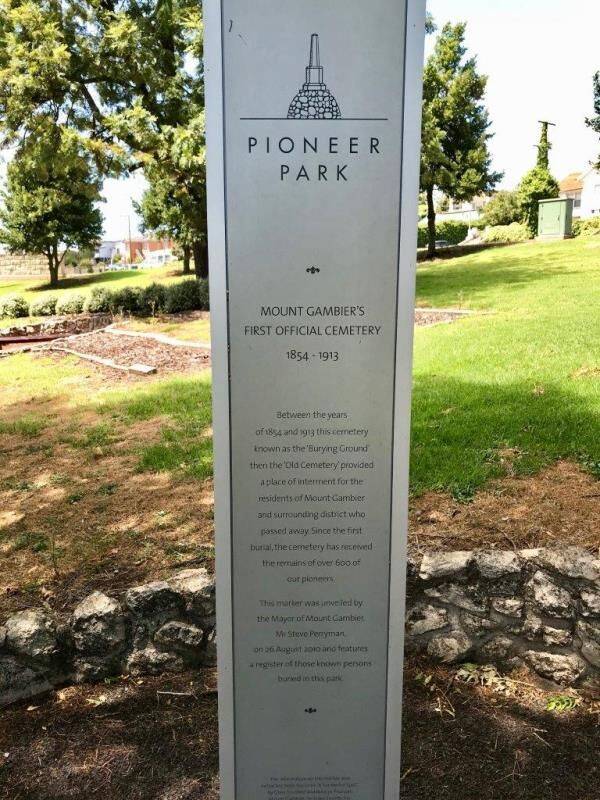 PIONEER
PARK
MOUNT GAMBIER'S
FIRST OFFICIAL CEMETERY
1854 - 1913
Between the years
of 1854 and 1913 this cemetery
known as the 'Burying Ground'
then the 'Old Cemetery' provided
a place of interment for the
residents of Mount Gambier
and surrounding district who
passed away. Since the first
burial, the cemetery has received
the remains of over 600 of
our pioneers.
This marker was unveiled by
the Mayor of Mount Gambier,
Mr Steve Perryman,
on 26 August 2010 and features
a register of those known persons
buried in this park.